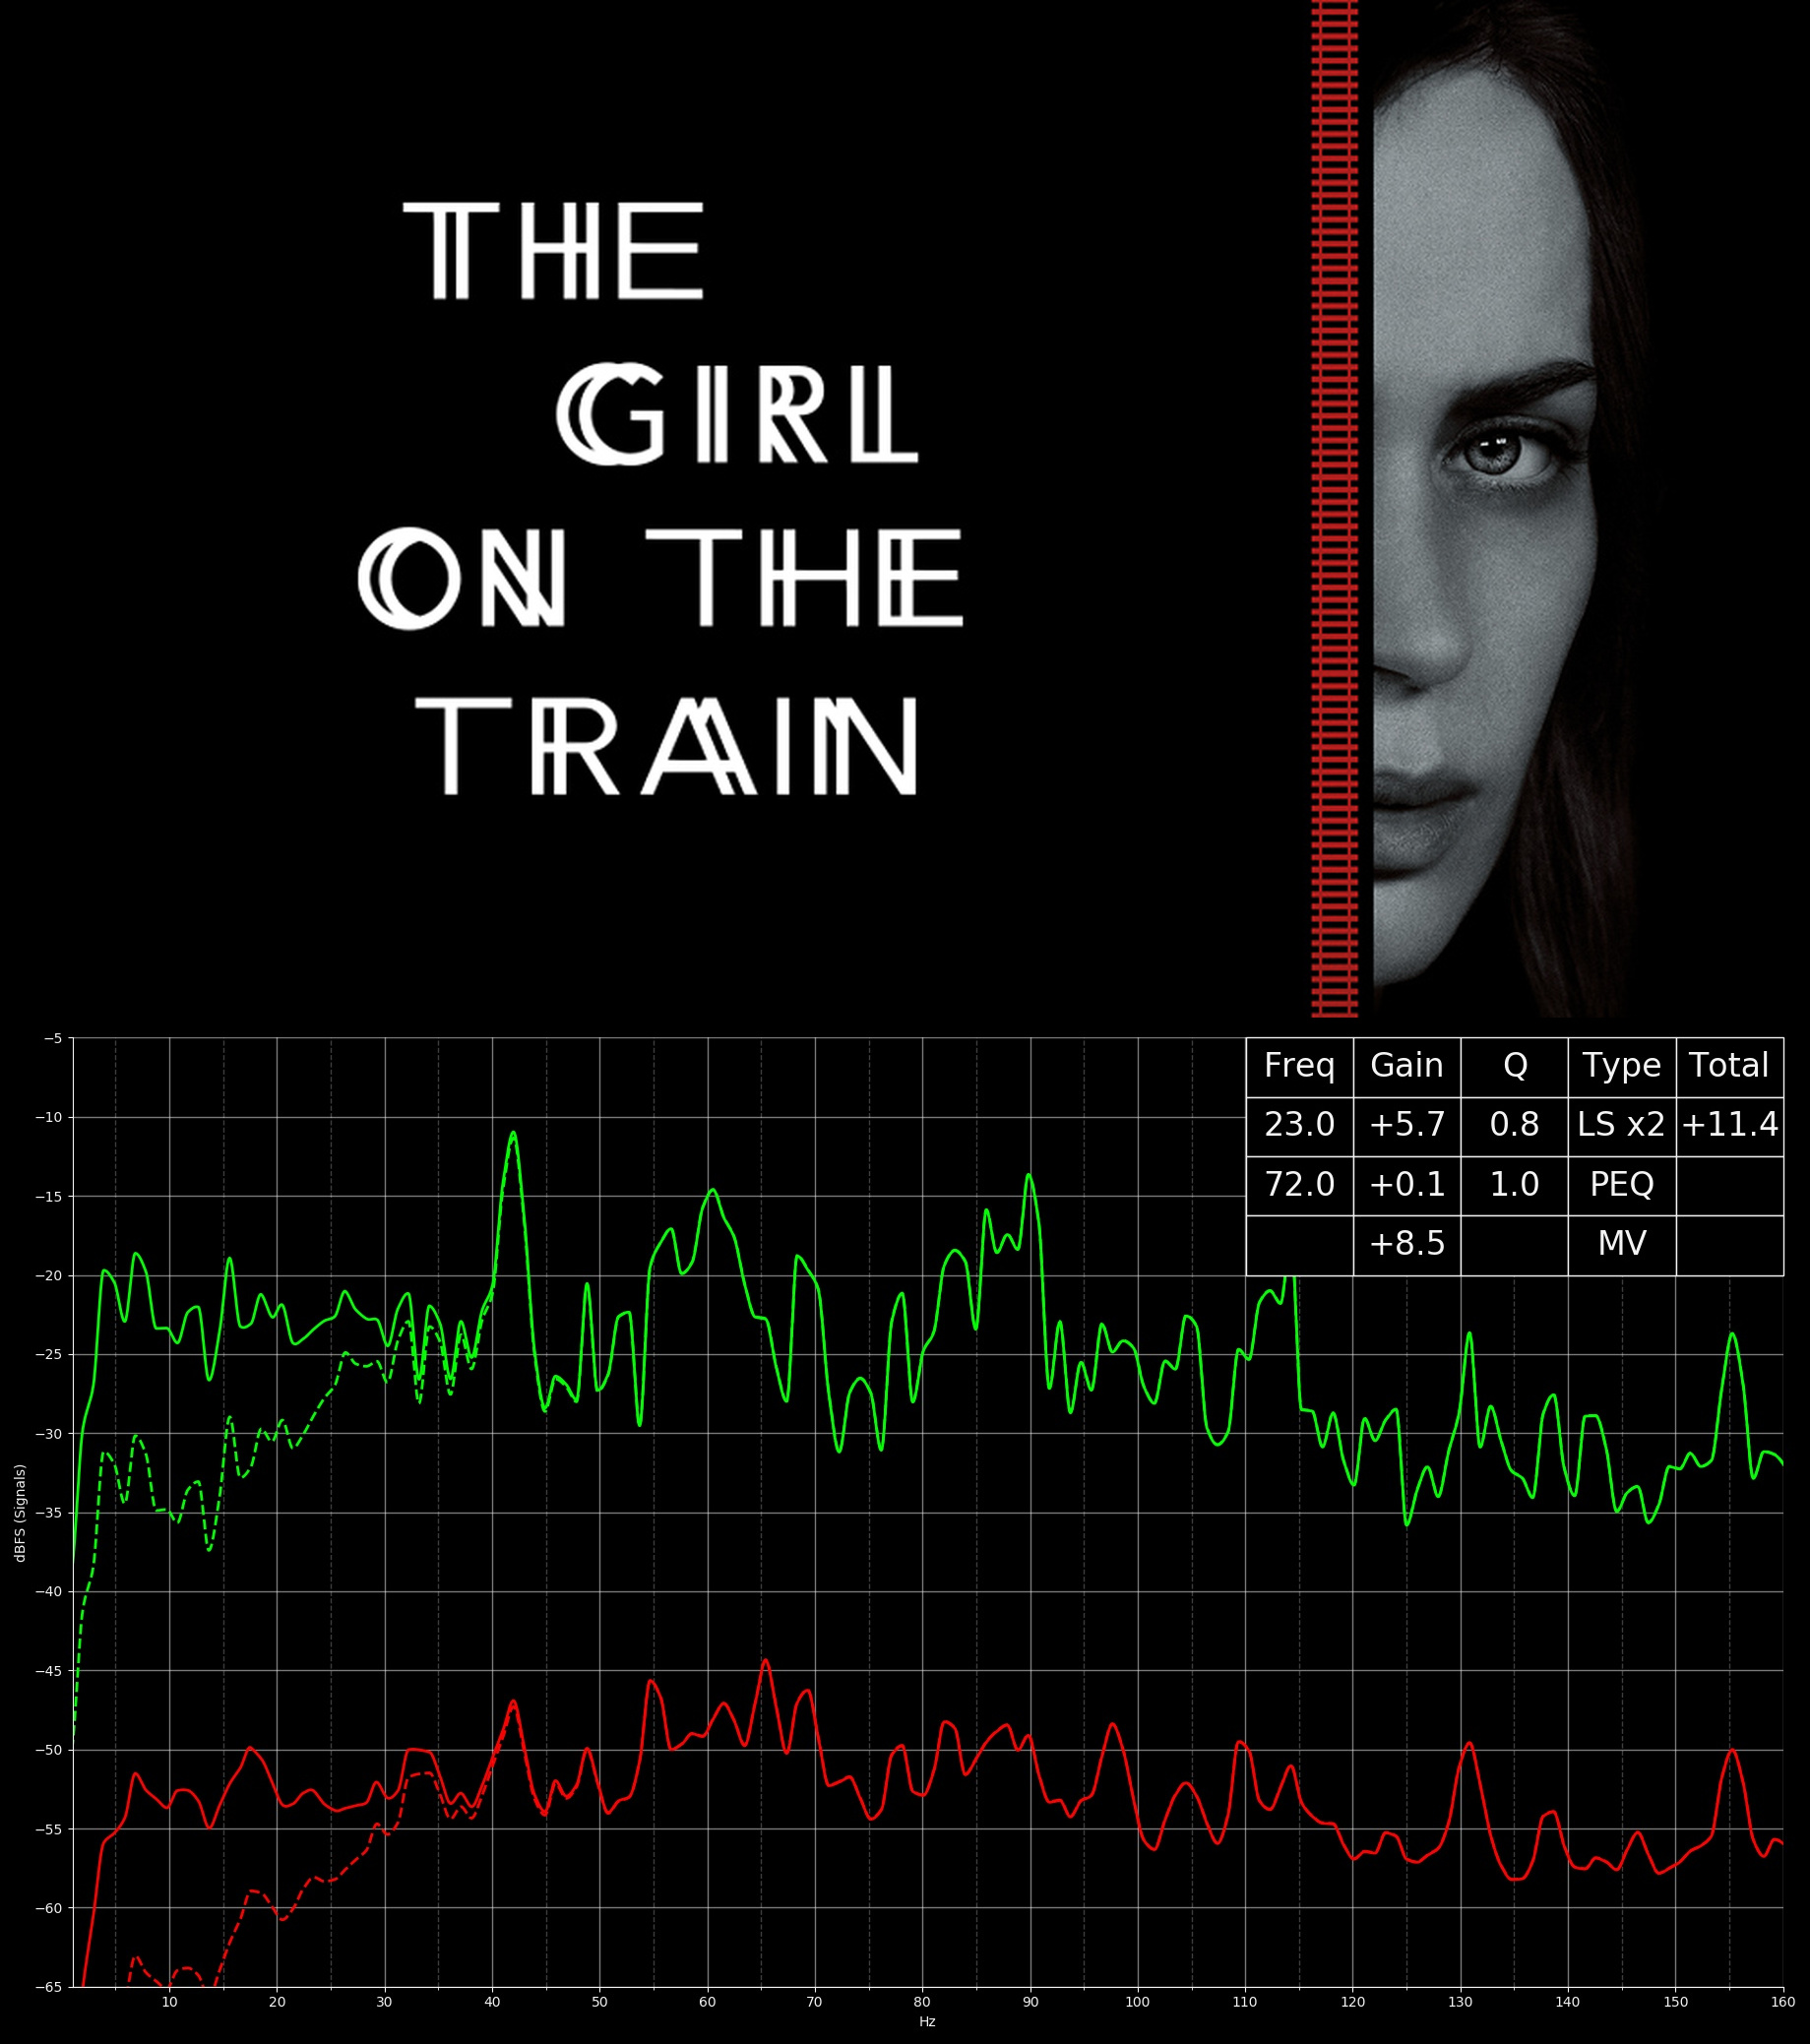 THE
GIRL
ON THE
TRAIN
Freq Gain Q Type Total
23.0 +5.7 0.8 LS x2 +11.4
72.0 +0.1 1.0 PEQ
+8.5 MV
−5
−10
−15
−20
−25
−30
−35
−40
−45
−50
−55
−60
−65
dBFS (Signals)
10 20 30 40 50 60 70 80 90 100 110 120 130 140 150 160
Hz